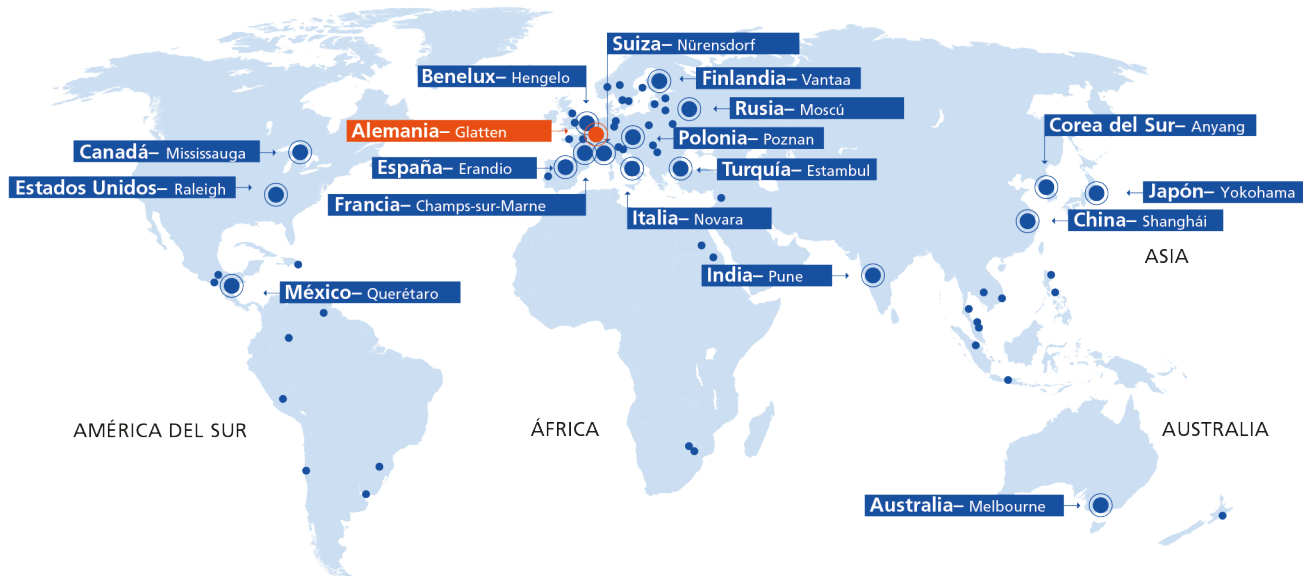 Suiza– Nürensdorf
Benelux– Hengelo
Finlandia– Vantaa
Rusia– Moscú
Alemania– Glatten
Corea del Sur– Anyang
Polonia– Poznan
Canadá– Mississauga
España– Erandio
Turquía– Estambul
Estados Unidos– Raleigh
Japón– Yokohama
Francia– Champs-sur-Marne
Italia– Novara
China– Shanghái
ASIA
India– Pune
México– Querétaro
AMÉRICA DEL SUR
ÁFRICA
AUSTRALIA
Australia– Melbourne